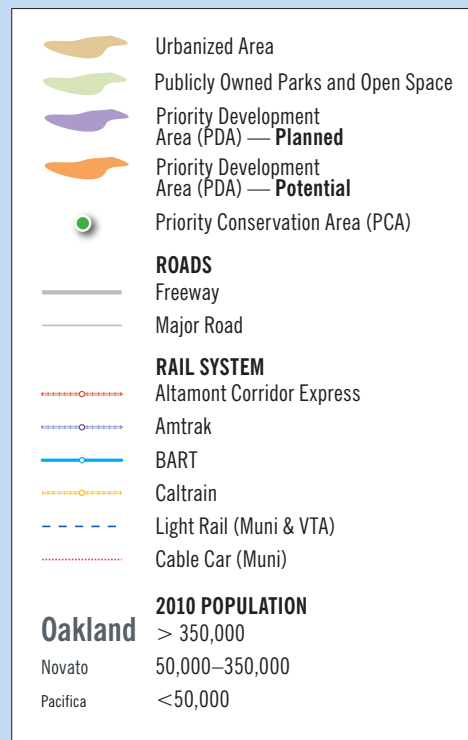 Urbanized Area
Publicly Owned Parks and Open Space
Priority Development
Area (PDA) — Planned
Priority Development
Area (PDA) — Potential
Priority Conservation Area (PCA)
ROADS
Freeway
Major Road
RAIL SYSTEM
Altamont Corridor Express
Amtrak
BART
Caltrain
Light Rail (Muni & VTA)
Cable Car (Muni)
2010 POPULATION
Oakland > 350,000
Novato 50,000–350,000
Pacifica <50,000